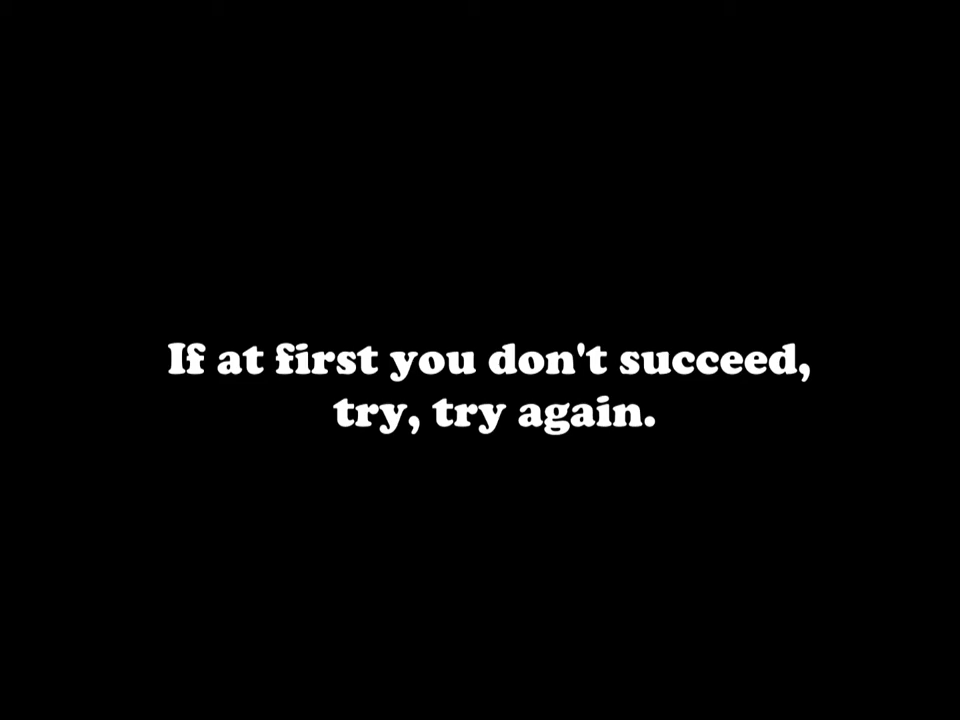 If at first you don't succeed,
try, try again.